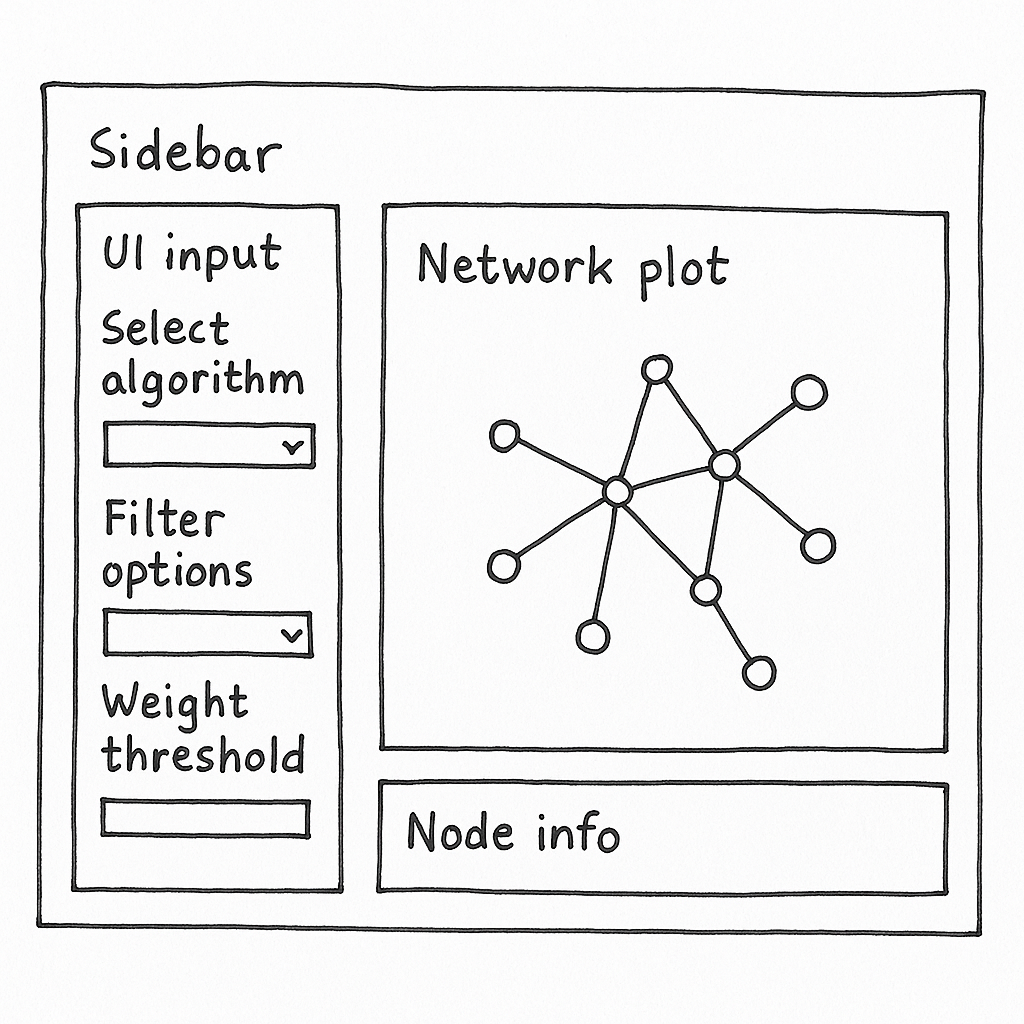 Sidebar
UI input
Select
algorithm
Filter
options
Weight
threshold
Network plot
Node info